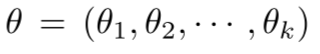 θ = (θ₁, θ₂, ⋯ , θₖ)